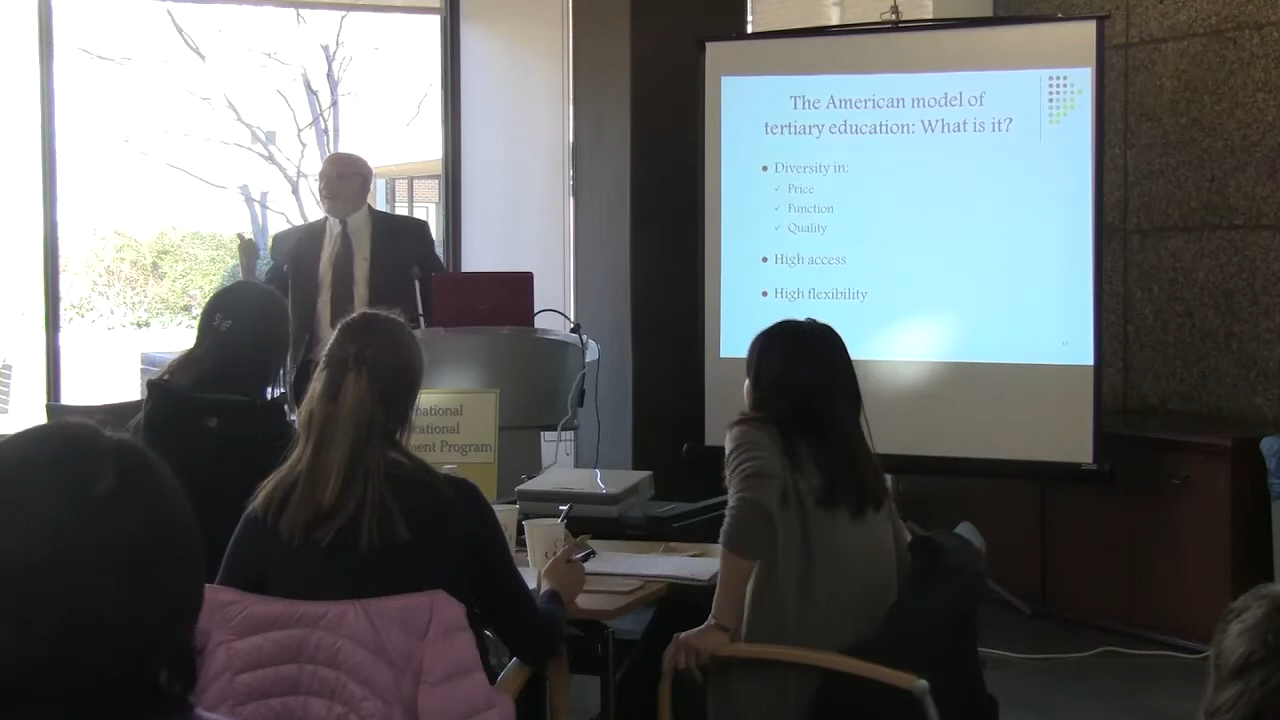 The American model of
tertiary education: What is it?
Diversity in:
Price
Function
Quality
High access
High flexibility
national
cational
ment Program